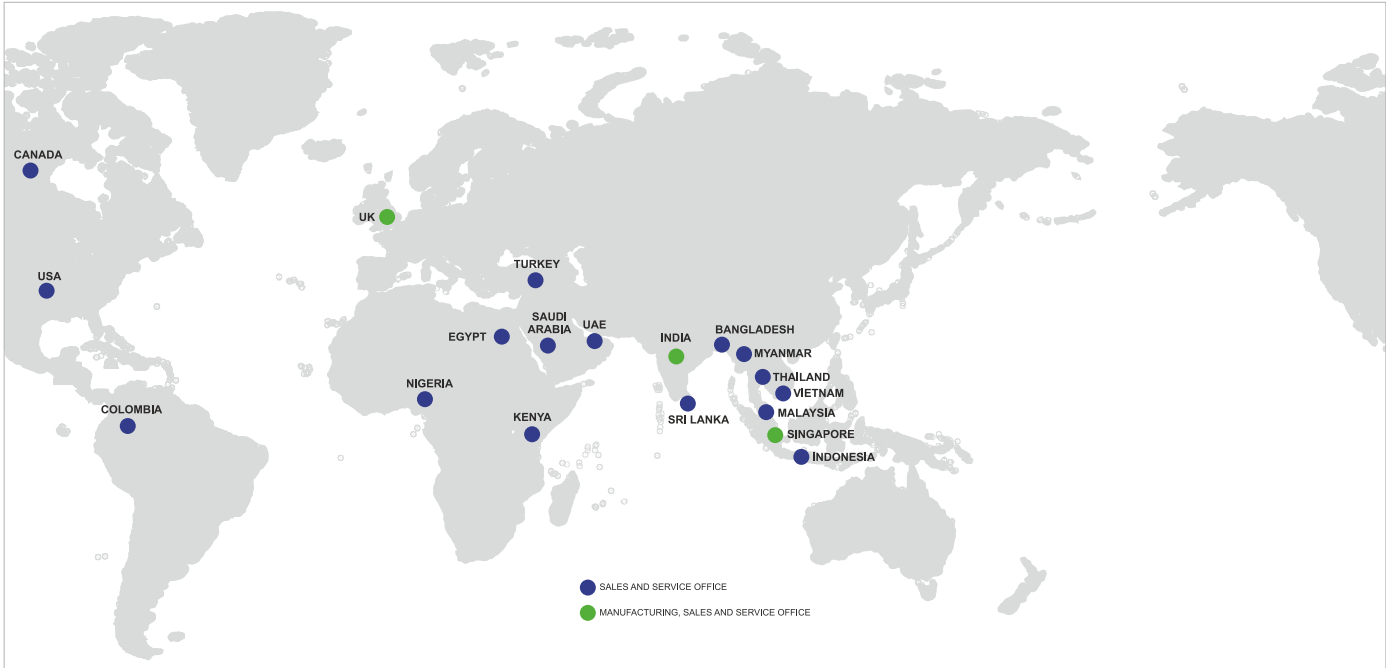 CANADA
UK
TURKEY
USA
SAUDI
ARABIA
UAE
EGYPT
INDIA
BANGLADESH
MYANMAR
THAILAND
VIETNAM
NIGERIA
COLOMBIA
KENYA
SRI LANKA
MALAYSIA
SINGAPORE
INDONESIA
SALES AND SERVICE OFFICE
MANUFACTURING, SALES AND SERVICE OFFICE